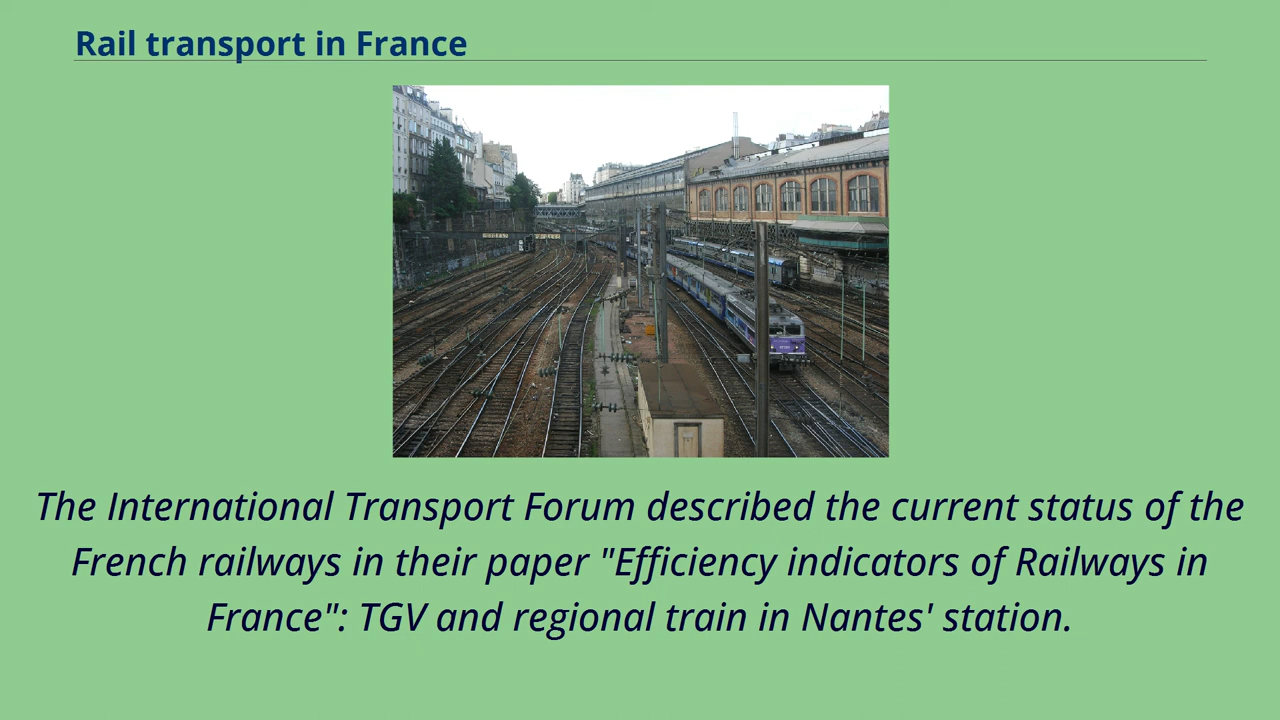 Rail transport in France
The International Transport Forum described the current status of the
French railways in their paper "Efficiency indicators of Railways in
France": TGV and regional train in Nantes' station.